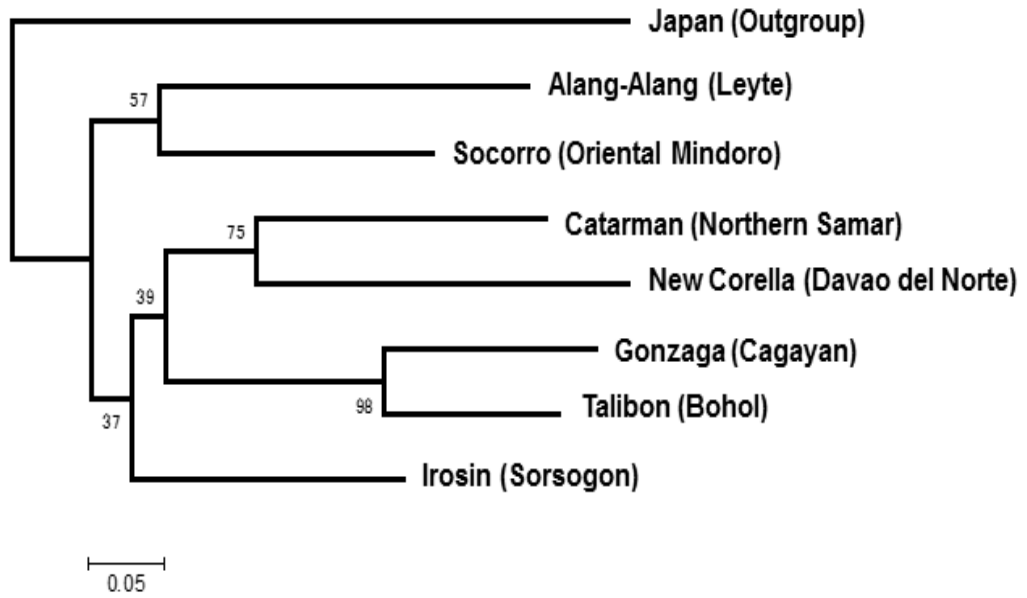 Japan (Outgroup)
Alang-Alang (Leyte)
57
Socorro (Oriental Mindoro)
Catarman (Northern Samar)
75
New Corella (Davao del Norte)
39
Gonzaga (Cagayan)
98
Talibon (Bohol)
37
Irosin (Sorsogon)
0.05